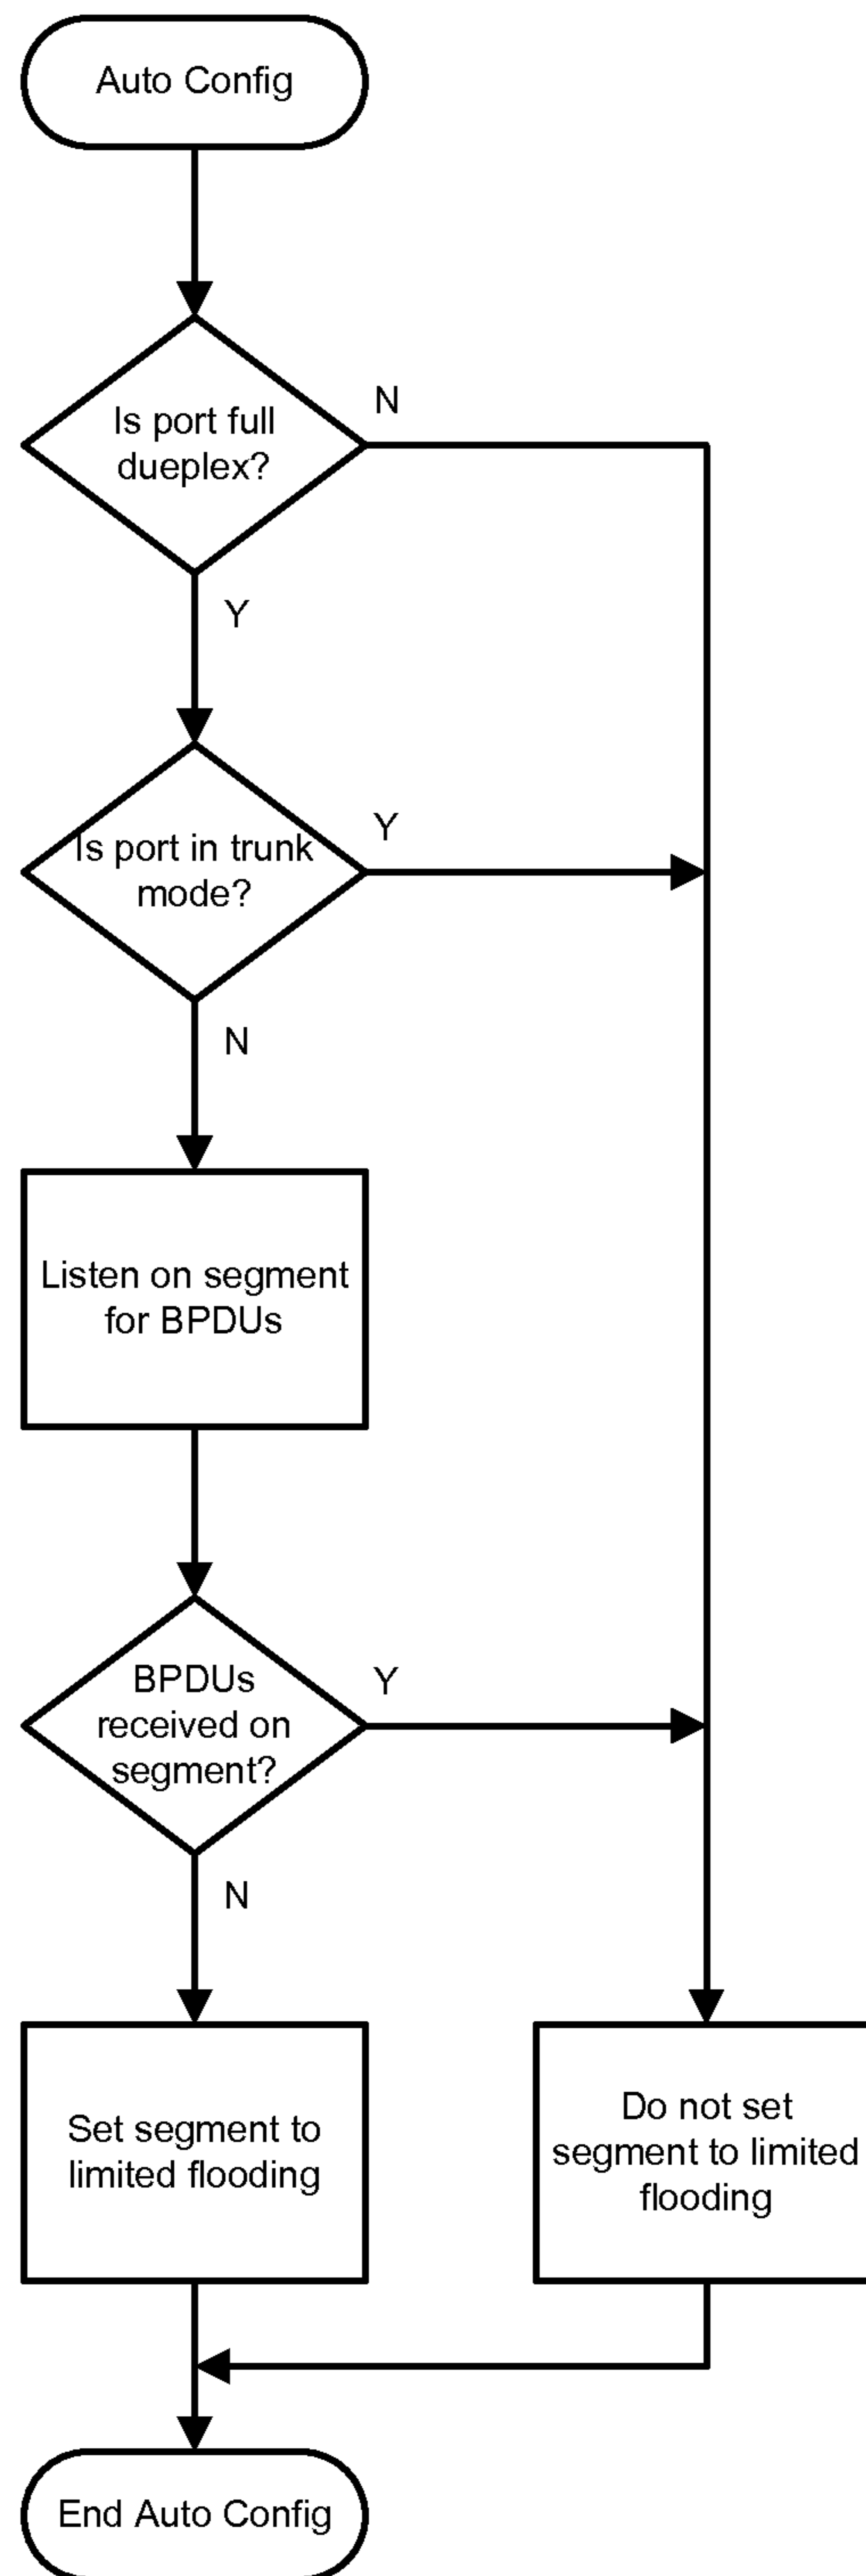 Auto Config
Is port full
dueplex?
N
Y
Is port in trunk
mode?
Y
N
Listen on segment
for BPDUs
BPDUs
received on
segment?
Y
N
Set segment to
limited flooding
Do not set
segment to limited
flooding
End Auto Config